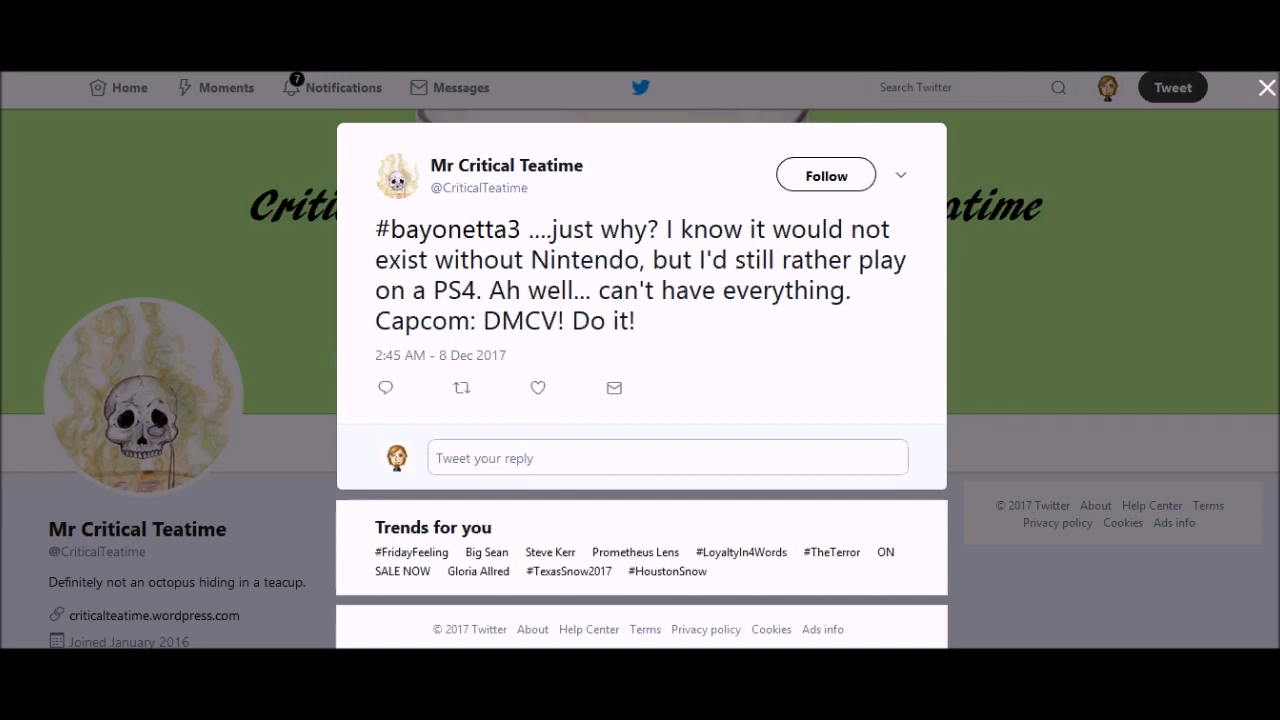 Home Moments 7 Notifications Messages Search Twitter Tweet
Mr Critical Teatime
@CriticalTeatime
Follow
#bayonetta3 ....just why? I know it would not
exist without Nintendo, but I'd still rather play
on a PS4. Ah well... can't have everything.
Capcom: DMCV! Do it!
2:45 AM - 8 Dec 2017
Tweet your reply
Trends for you
#FridayFeeling Big Sean Steve Kerr Prometheus Lens #LoyaltyIn4Words #TheTerror ON
SALE NOW Gloria Allred #TexasSnow2017 #HoustonSnow
© 2017 Twitter About Help Center Terms Privacy policy Cookies Ads info
Mr Critical Teatime
@CriticalTeatime
Definitely not an octopus hiding in a teacup.
criticalteatime.wordpress.com
Joined January 2016
© 2017 Twitter About Help Center Terms
Privacy policy Cookies Ads info